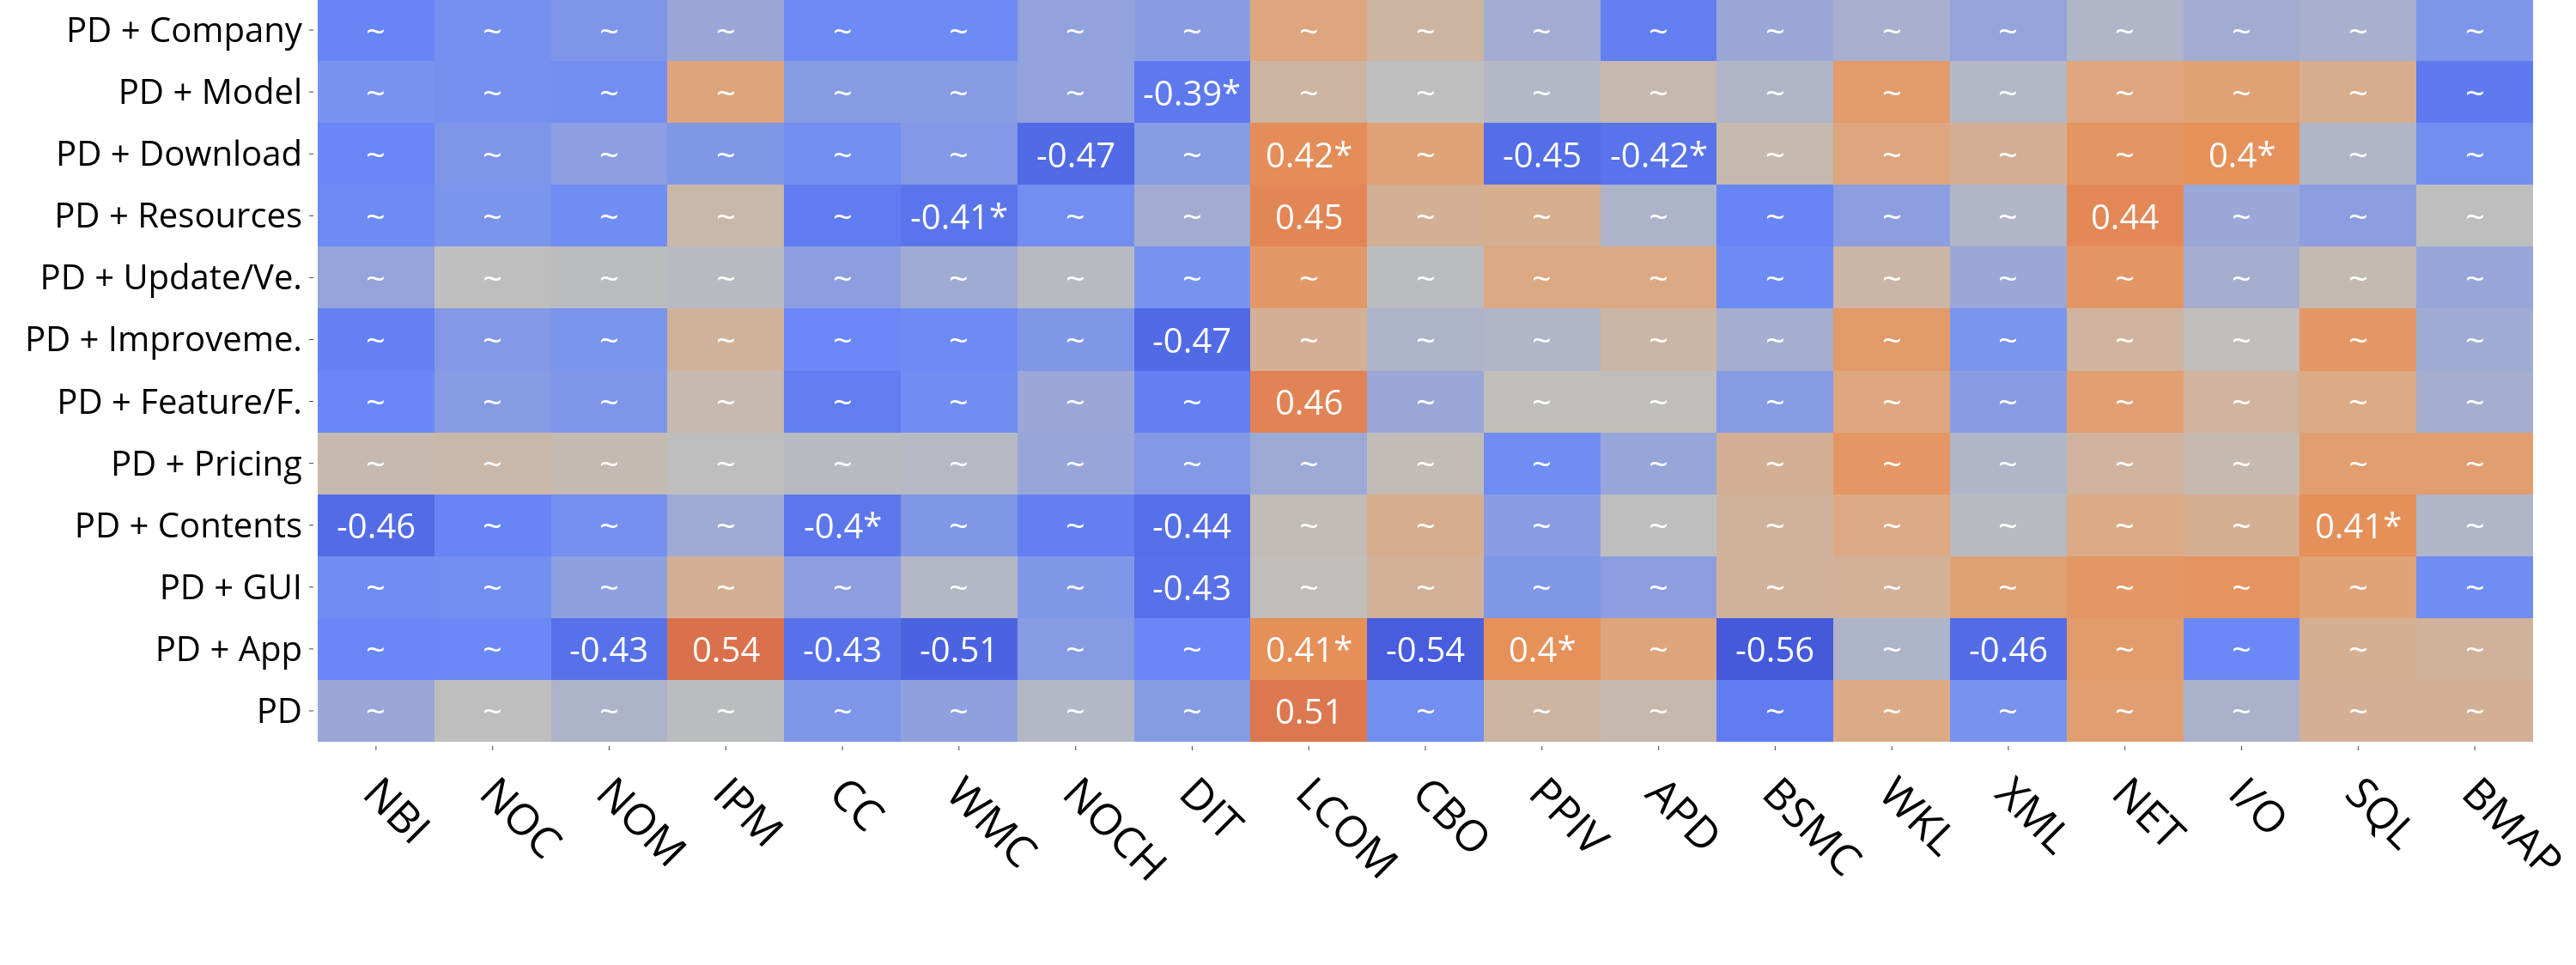 PD + Company ~ ~ ~ ~ ~ ~ ~ ~ ~ ~ ~ ~ ~ ~ ~ ~ ~ ~ ~
PD + Model ~ ~ ~ ~ ~ ~ ~ -0.39* ~ ~ ~ ~ ~ ~ ~ ~ ~ ~ ~
PD + Download ~ ~ ~ ~ ~ ~ -0.47 ~ 0.42* ~ -0.45 -0.42* ~ ~ ~ ~ 0.4* ~ ~
PD + Resources ~ ~ ~ ~ ~ -0.41* ~ ~ 0.45 ~ ~ ~ ~ ~ ~ 0.44 ~ ~ ~
PD + Update/Ve. ~ ~ ~ ~ ~ ~ ~ ~ ~ ~ ~ ~ ~ ~ ~ ~ ~ ~ ~
PD + Improveme. ~ ~ ~ ~ ~ ~ ~ -0.47 ~ ~ ~ ~ ~ ~ ~ ~ ~ ~ ~
PD + Feature/F. ~ ~ ~ ~ ~ ~ ~ ~ 0.46 ~ ~ ~ ~ ~ ~ ~ ~ ~ ~
PD + Pricing ~ ~ ~ ~ ~ ~ ~ ~ ~ ~ ~ ~ ~ ~ ~ ~ ~ ~ ~
PD + Contents -0.46 ~ ~ ~ -0.4* ~ ~ -0.44 ~ ~ ~ ~ ~ ~ ~ ~ ~ 0.41* ~
PD + GUI ~ ~ ~ ~ ~ ~ ~ -0.43 ~ ~ ~ ~ ~ ~ ~ ~ ~ ~ ~
PD + App ~ ~ -0.43 0.54 -0.43 -0.51 ~ ~ 0.41* -0.54 0.4* ~ -0.56 ~ -0.46 ~ ~ ~ ~
PD ~ ~ ~ ~ ~ ~ ~ ~ 0.51 ~ ~ ~ ~ ~ ~ ~ ~ ~ ~
NBI NOC NOM IPM CC WMC NOCH DIT LCOM CBO PPIV APD BSMC WKL XML NET I/O SQL BMAP